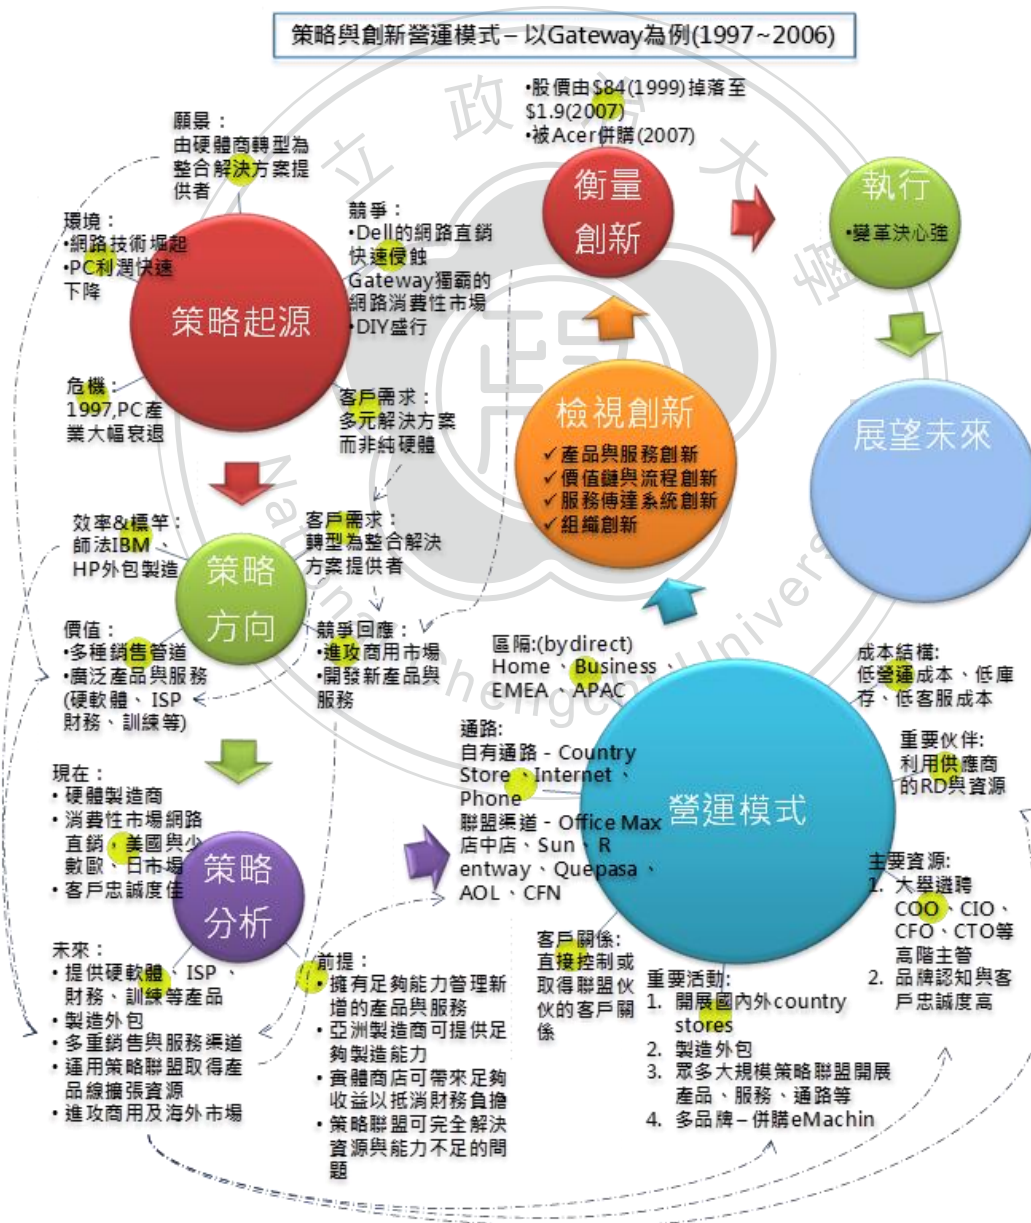 策略與創新營運模式－以Gateway為例(1997~2006)
•股價由$84(1999)掉落至
$1.9(2007)
•被Acer併購(2007)
願景：
由硬體商轉型為
整合解決方案提
供者
環境：
•網路技術堀起
•PC利潤快速
下降
競爭：
•Dell的網路直銷
快速侵蝕
Gateway獨霸的
網路消費性市場
•DIY盛行
策略起源
危機：
1997,PC產
業大幅衰退
客戶需求：
多元解決方案
而非純硬體
衡量
創新
執行
•變革決心強
檢視創新
✓產品與服務創新
✓價值鏈與流程創新
✓服務傳達系統創新
✓組織創新
展望未來
效率&標竿：
師法IBM、
HP外包製造
客戶需求：
轉型為整合解決
方案提供者
策略
方向
價值：
•多種銷售管道
•廣泛產品與服務
(硬軟體、ISP
財務、訓練等)
競爭回應：
•進攻商用市場
•開發新產品與
服務
現在：
•硬體製造商
•消費性市場網路
直銷，美國與少
數歐、日市場
•客戶忠誠度佳
策略
分析
未來：
•提供硬軟體、ISP、
財務、訓練等產品
•製造外包
•多重銷售與服務渠道
•運用策略聯盟取得產
品線擴張資源
•進攻商用及海外市場
前提：
•擁有足夠能力管理新
增的產品與服務
•亞洲製造商可提供足
夠製造能力
•實體商店可帶來足夠
收益以抵消財務負擔
•策略聯盟可完全解決
資源與能力不足的問
題
區隔:(bydirect)
Home、Business、
EMEA、APAC
通路:
自有通路－Country
Store、Internet、
Phone
聯盟渠道－Office Max
店中店、Sun、R
entway、Quepasa、
AOL、CFN
營運模式
成本結構:
低營運成本、低庫
存、低客服成本
重要伙伴:
利用供應商
的RD與資源
主要資源:
1. 大舉遴聘
COO、CIO、
CFO、CTO等
高階主管
2. 品牌認知與客
戶忠誠度高
客戶關係:
直接控制或
取得聯盟伙
伙的客戶關
係
重要活動:
1. 開展國內外country
stores
2. 製造外包
3. 眾多大規模策略聯盟開展
產品、服務、通路等
4. 多品牌－併購eMachin
立政治大學
National Chengchi Univers